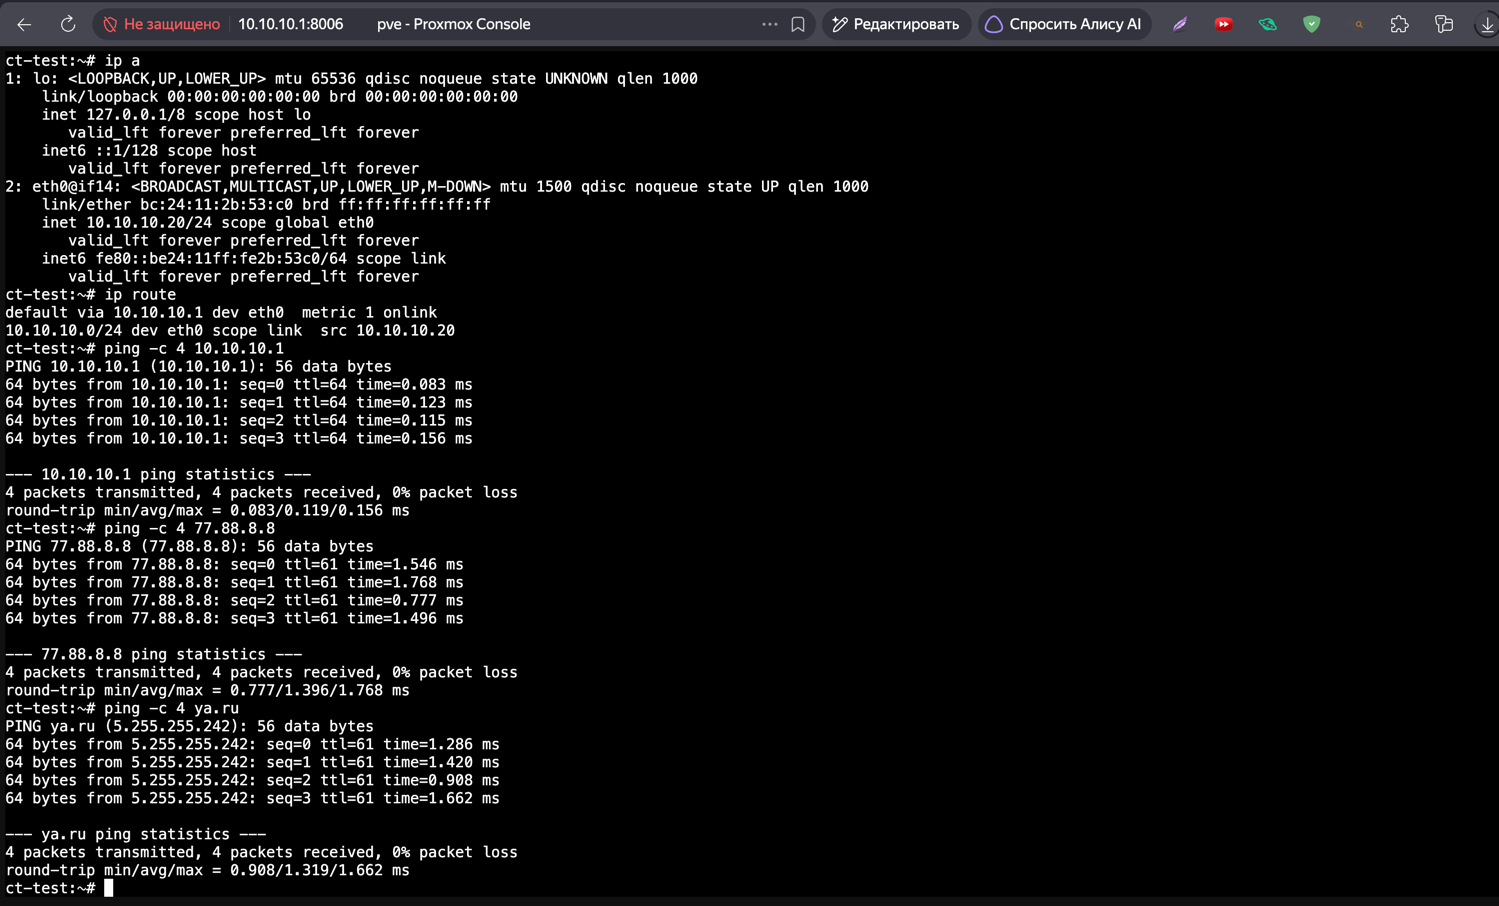 Не защищено 10.10.10.1:8006 pve - Proxmox Console Редактировать Спросить Алису AI
ct-test:~# ip a
1: lo: <LOOPBACK,UP,LOWER_UP> mtu 65536 qdisc noqueue state UNKNOWN qlen 1000
    link/loopback 00:00:00:00:00:00 brd 00:00:00:00:00:00
    inet 127.0.0.1/8 scope host lo
       valid_lft forever preferred_lft forever
    inet6 ::1/128 scope host
       valid_lft forever preferred_lft forever
2: eth0@if14: <BROADCAST,MULTICAST,UP,LOWER_UP,M-DOWN> mtu 1500 qdisc noqueue state UP qlen 1000
    link/ether bc:24:11:2b:53:c0 brd ff:ff:ff:ff:ff:ff
    inet 10.10.10.20/24 scope global eth0
       valid_lft forever preferred_lft forever
    inet6 fe80::be24:11ff:fe2b:53c0/64 scope link
       valid_lft forever preferred_lft forever
ct-test:~# ip route
default via 10.10.10.1 dev eth0  metric 1 onlink
10.10.10.0/24 dev eth0 scope link  src 10.10.10.20
ct-test:~# ping -c 4 10.10.10.1
PING 10.10.10.1 (10.10.10.1): 56 data bytes
64 bytes from 10.10.10.1: seq=0 ttl=64 time=0.083 ms
64 bytes from 10.10.10.1: seq=1 ttl=64 time=0.123 ms
64 bytes from 10.10.10.1: seq=2 ttl=64 time=0.115 ms
64 bytes from 10.10.10.1: seq=3 ttl=64 time=0.156 ms

--- 10.10.10.1 ping statistics ---
4 packets transmitted, 4 packets received, 0% packet loss
round-trip min/avg/max = 0.083/0.119/0.156 ms
ct-test:~# ping -c 4 77.88.8.8
PING 77.88.8.8 (77.88.8.8): 56 data bytes
64 bytes from 77.88.8.8: seq=0 ttl=61 time=1.546 ms
64 bytes from 77.88.8.8: seq=1 ttl=61 time=1.768 ms
64 bytes from 77.88.8.8: seq=2 ttl=61 time=0.777 ms
64 bytes from 77.88.8.8: seq=3 ttl=61 time=1.496 ms

--- 77.88.8.8 ping statistics ---
4 packets transmitted, 4 packets received, 0% packet loss
round-trip min/avg/max = 0.777/1.396/1.768 ms
ct-test:~# ping -c 4 ya.ru
PING ya.ru (5.255.255.242): 56 data bytes
64 bytes from 5.255.255.242: seq=0 ttl=61 time=1.286 ms
64 bytes from 5.255.255.242: seq=1 ttl=61 time=1.420 ms
64 bytes from 5.255.255.242: seq=2 ttl=61 time=0.908 ms
64 bytes from 5.255.255.242: seq=3 ttl=61 time=1.662 ms

--- ya.ru ping statistics ---
4 packets transmitted, 4 packets received, 0% packet loss
round-trip min/avg/max = 0.908/1.319/1.662 ms
ct-test:~#